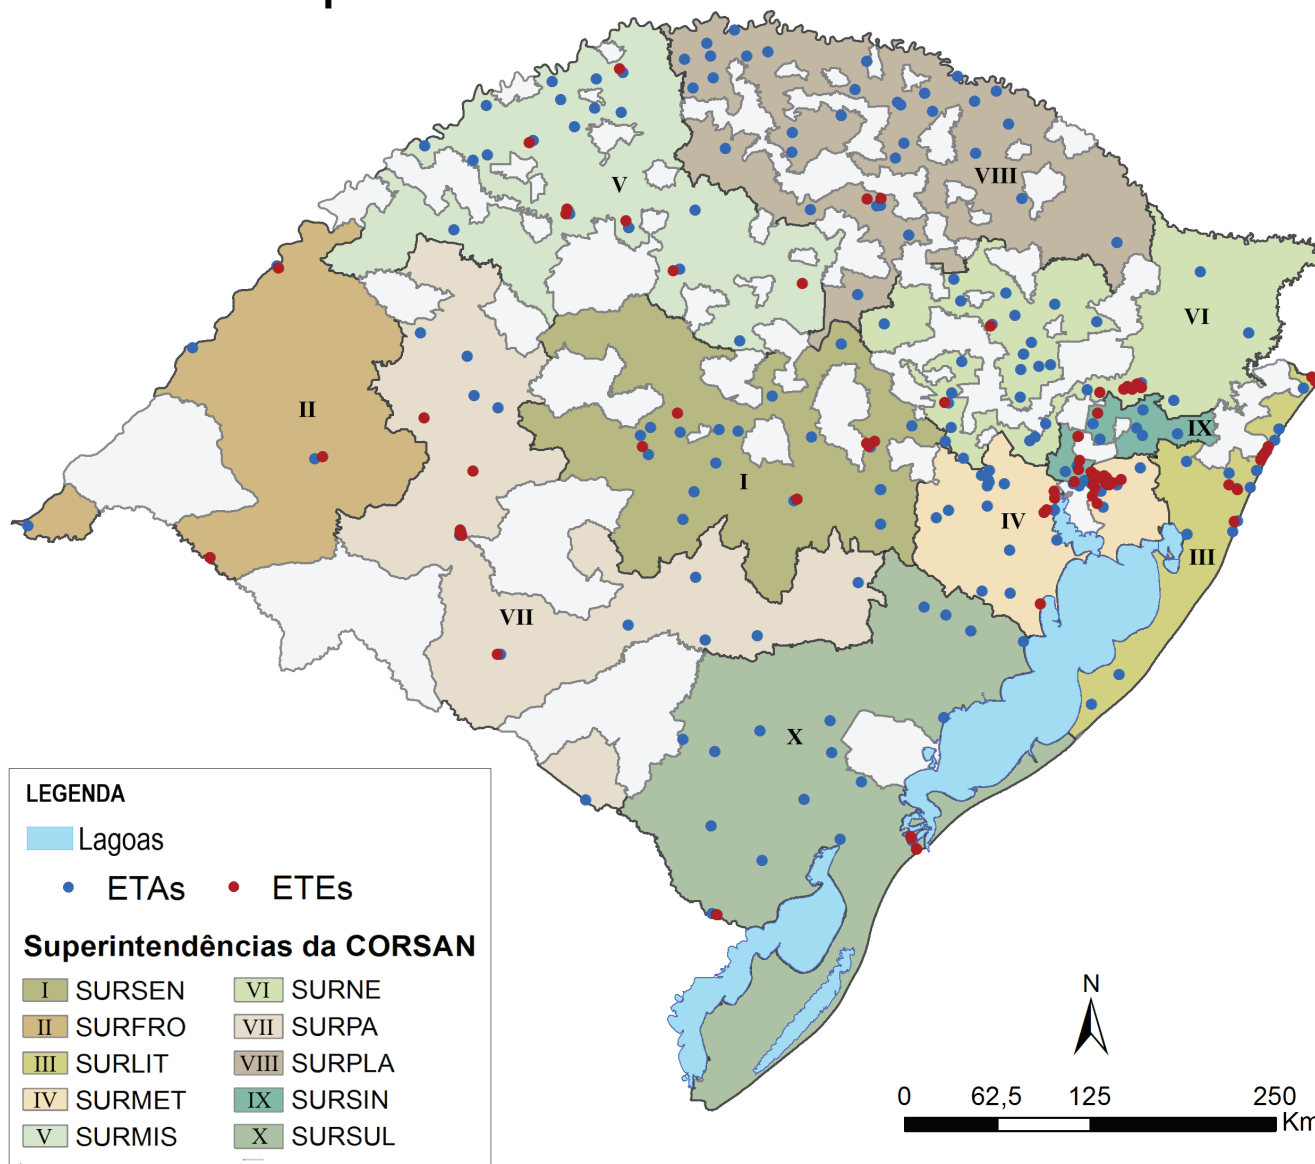 V
VIII
VI
II
IX
I
IV
III
VII
X
LEGENDA
Lagoas
ETAs ETEs
Superintendências da CORSAN
I SURSEN VI SURNE
II SURFRO VII SURPA
III SURLIT VIII SURPLA
IV SURMET IX SURSIN
V SURMIS X SURSUL
N
0 62,5 125 250
Km